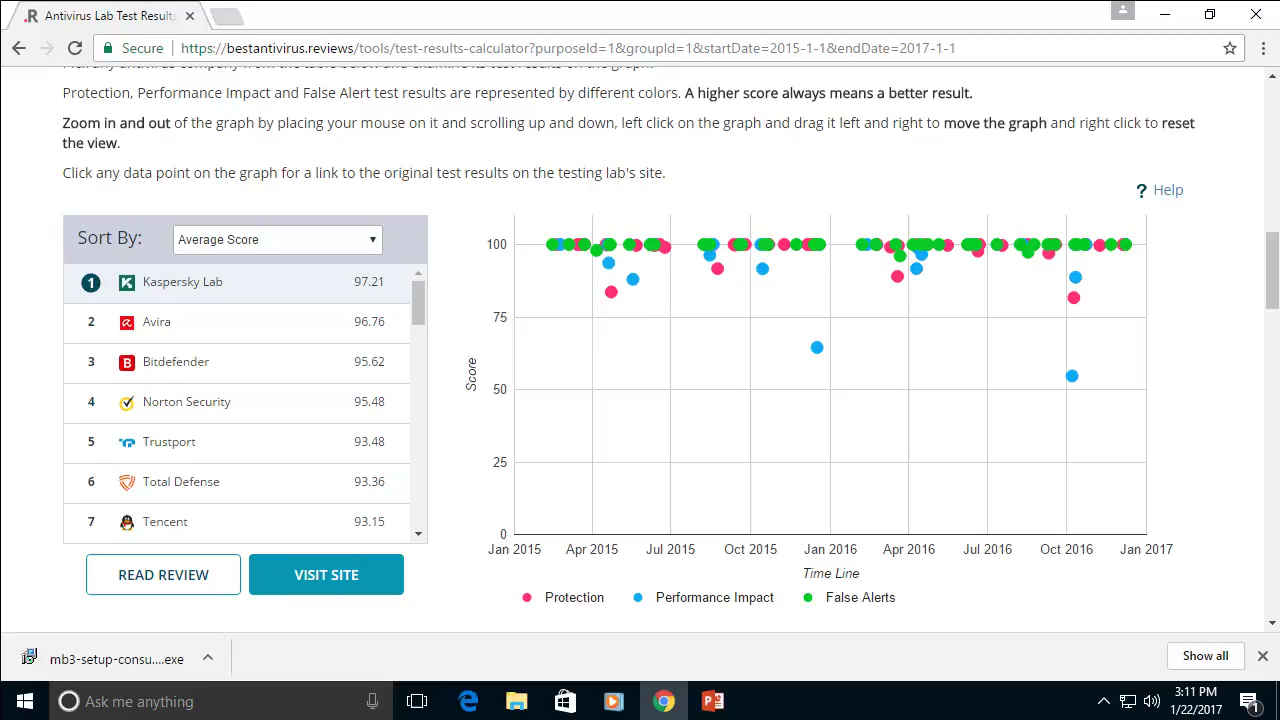 Antivirus Lab Test Results
Secure https://bestantivirus.reviews/tools/test-results-calculator?purposeId=1&groupId=1&startDate=2015-1-1&endDate=2017-1-1
Protection, Performance Impact and False Alert test results are represented by different colors. A higher score always means a better result.
Zoom in and out of the graph by placing your mouse on it and scrolling up and down, left click on the graph and drag it left and right to move the graph and right click to reset
the view.
Click any data point on the graph for a link to the original test results on the testing lab's site.
? Help
Sort By: Average Score
1 Kaspersky Lab 97.21
2 Avira 96.76
3 Bitdefender 95.62
4 Norton Security 95.48
5 Trustport 93.48
6 Total Defense 93.36
7 Tencent 93.15
READ REVIEW VISIT SITE
100
75
50
25
0
Score
Jan 2015 Apr 2015 Jul 2015 Oct 2015 Jan 2016 Apr 2016 Jul 2016 Oct 2016 Jan 2017
Time Line
Protection Performance Impact False Alerts
mb3-setup-consu....exe
Show all
Ask me anything
3:11 PM
1/22/2017